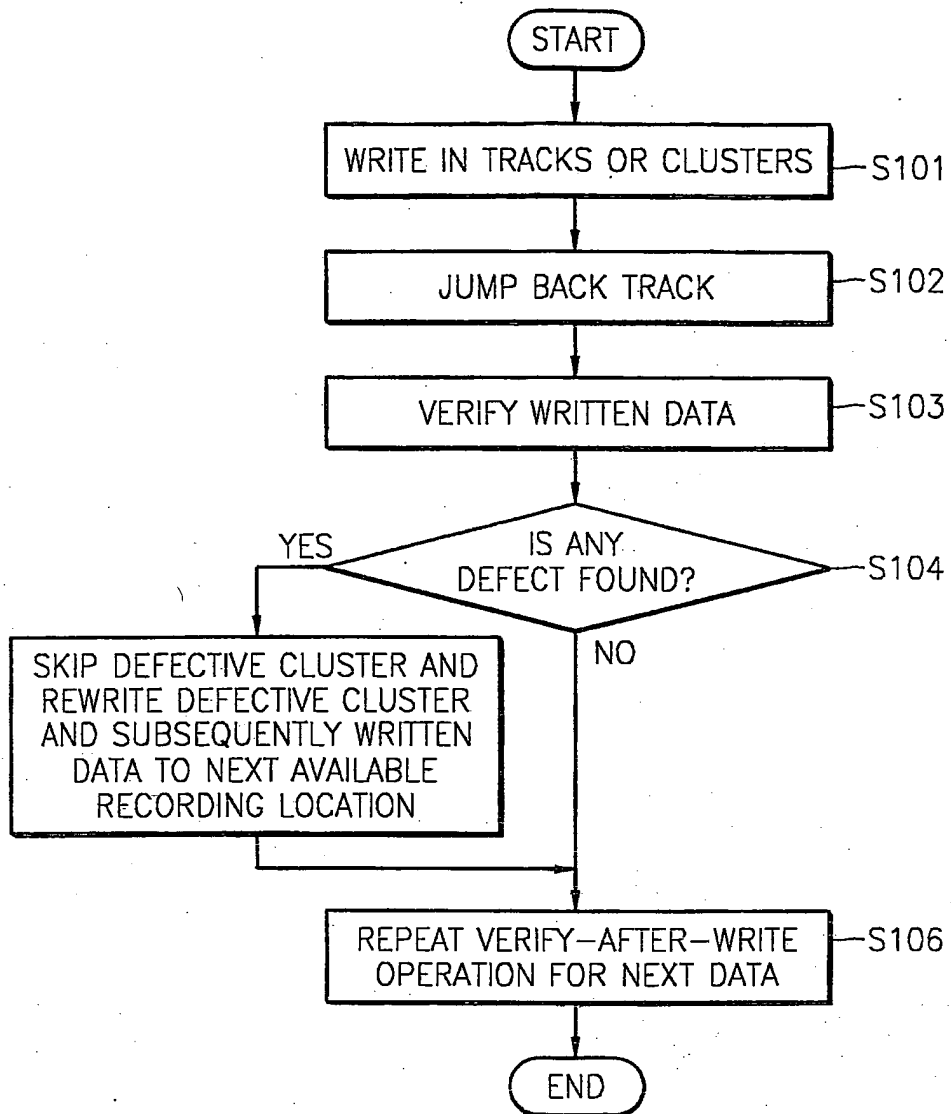 START
WRITE IN TRACKS OR CLUSTERS
S101
JUMP BACK TRACK
S102
VERIFY WRITTEN DATA
S103
IS ANY
DEFECT FOUND?
S104
YES
NO
SKIP DEFECTIVE CLUSTER AND
REWRITE DEFECTIVE CLUSTER
AND SUBSEQUENTLY WRITTEN
DATA TO NEXT AVAILABLE
RECORDING LOCATION
REPEAT VERIFY-AFTER-WRITE
OPERATION FOR NEXT DATA
S106
END